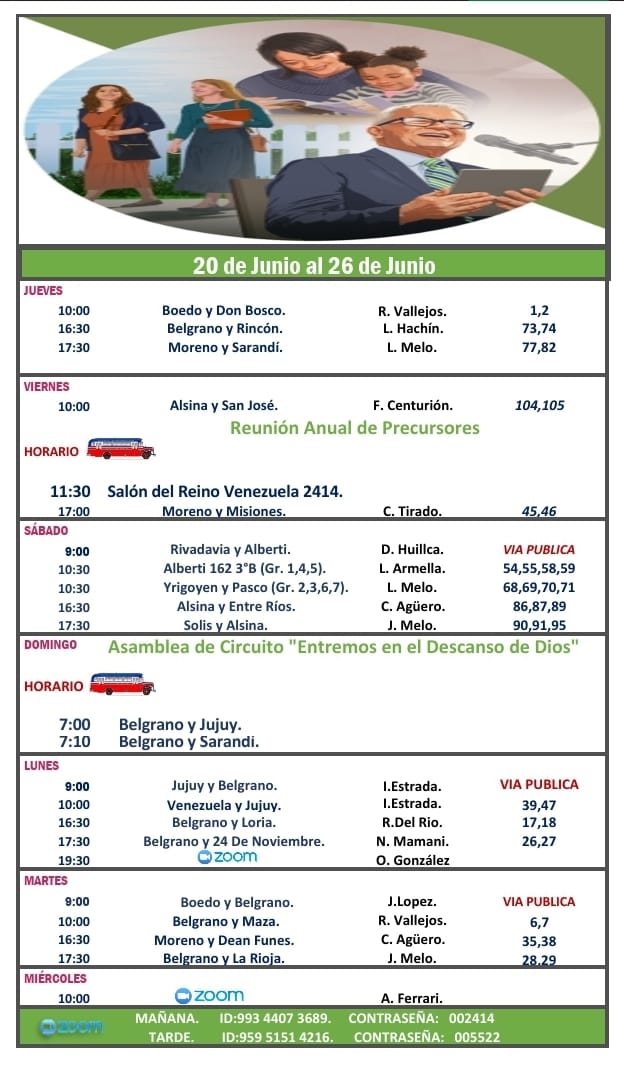 20 de Junio al 26 de Junio
JUEVES
10:00 Boedo y Don Bosco. R. Vallejos. 1,2
16:30 Belgrano y Rincón. L. Hachín. 73,74
17:30 Moreno y Sarandí. L. Melo. 77,82
VIERNES
10:00 Alsina y San José. F. Centurión. 104,105
Reunión Anual de Precursores
HORARIO
11:30 Salón del Reino Venezuela 2414.
17:00 Moreno y Misiones. C. Tirado. 45,46
SÁBADO
9:00 Rivadavia y Alberti. D. Huillca. VIA PUBLICA
10:30 Alberti 162 3°B (Gr. 1,4,5). L. Armella. 54,55,58,59
10:30 Yrigoyen y Pasco (Gr. 2,3,6,7). L. Melo. 68,69,70,71
16:30 Alsina y Entre Ríos. C. Agüero. 86,87,89
17:30 Solis y Alsina. J. Melo. 90,91,95
DOMINGO Asamblea de Circuito "Entremos en el Descanso de Dios"
HORARIO
7:00 Belgrano y Jujuy.
7:10 Belgrano y Sarandi.
LUNES
9:00 Jujuy y Belgrano. I.Estrada. VIA PUBLICA
10:00 Venezuela y Jujuy. I.Estrada. 39,47
16:30 Belgrano y Loria. R.Del Rio. 17,18
17:30 Belgrano y 24 De Noviembre. N. Mamani. 26,27
19:30 zoom O. González
MARTES
9:00 Boedo y Belgrano. J.Lopez. VIA PUBLICA
10:00 Belgrano y Maza. R. Vallejos. 6,7
16:30 Moreno y Dean Funes. C. Agüero. 35,38
17:30 Belgrano y La Rioja. J. Melo. 28.29
MIÉRCOLES
10:00 zoom A. Ferrari.
zoom MAÑANA. ID:993 4407 3689. CONTRASEÑA: 002414
TARDE. ID:959 5151 4216. CONTRASEÑA: 005522